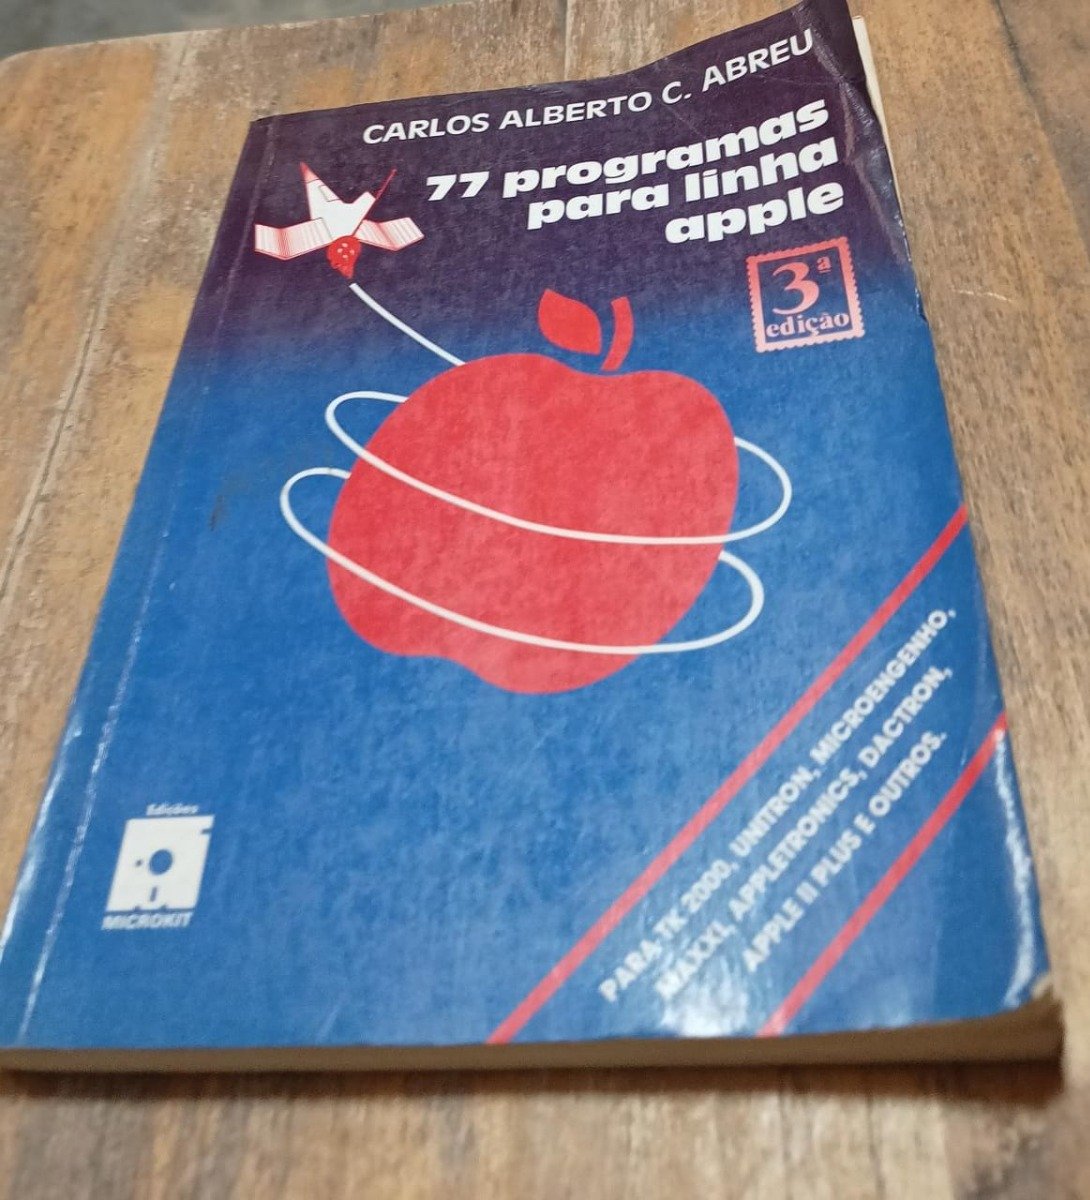 CARLOS ALBERTO C. ABREU
77 programas
para linha
apple
3ª
edição
PARA TK 2000, UNITRON, MICROENGENHO,
MAXXI, APPLETRONICS, DACTRON,
APPLE II PLUS E OUTROS.
Edições
MICROKIT